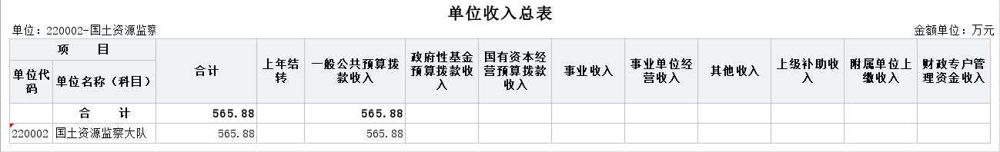 单位收入总表
单位：220002-国土资源监察
金额单位：万元
项 目
单位代码
单位名称（科目）
合计
上年结转
一般公共预算拨款收入
政府性基金预算拨款收入
国有资本经营预算拨款收入
事业收入
事业单位经营收入
其他收入
上级补助收入
附属单位上缴收入
财政专户管理资金收入
合 计 565.88 565.88
220002 国土资源监察大队 565.88 565.88